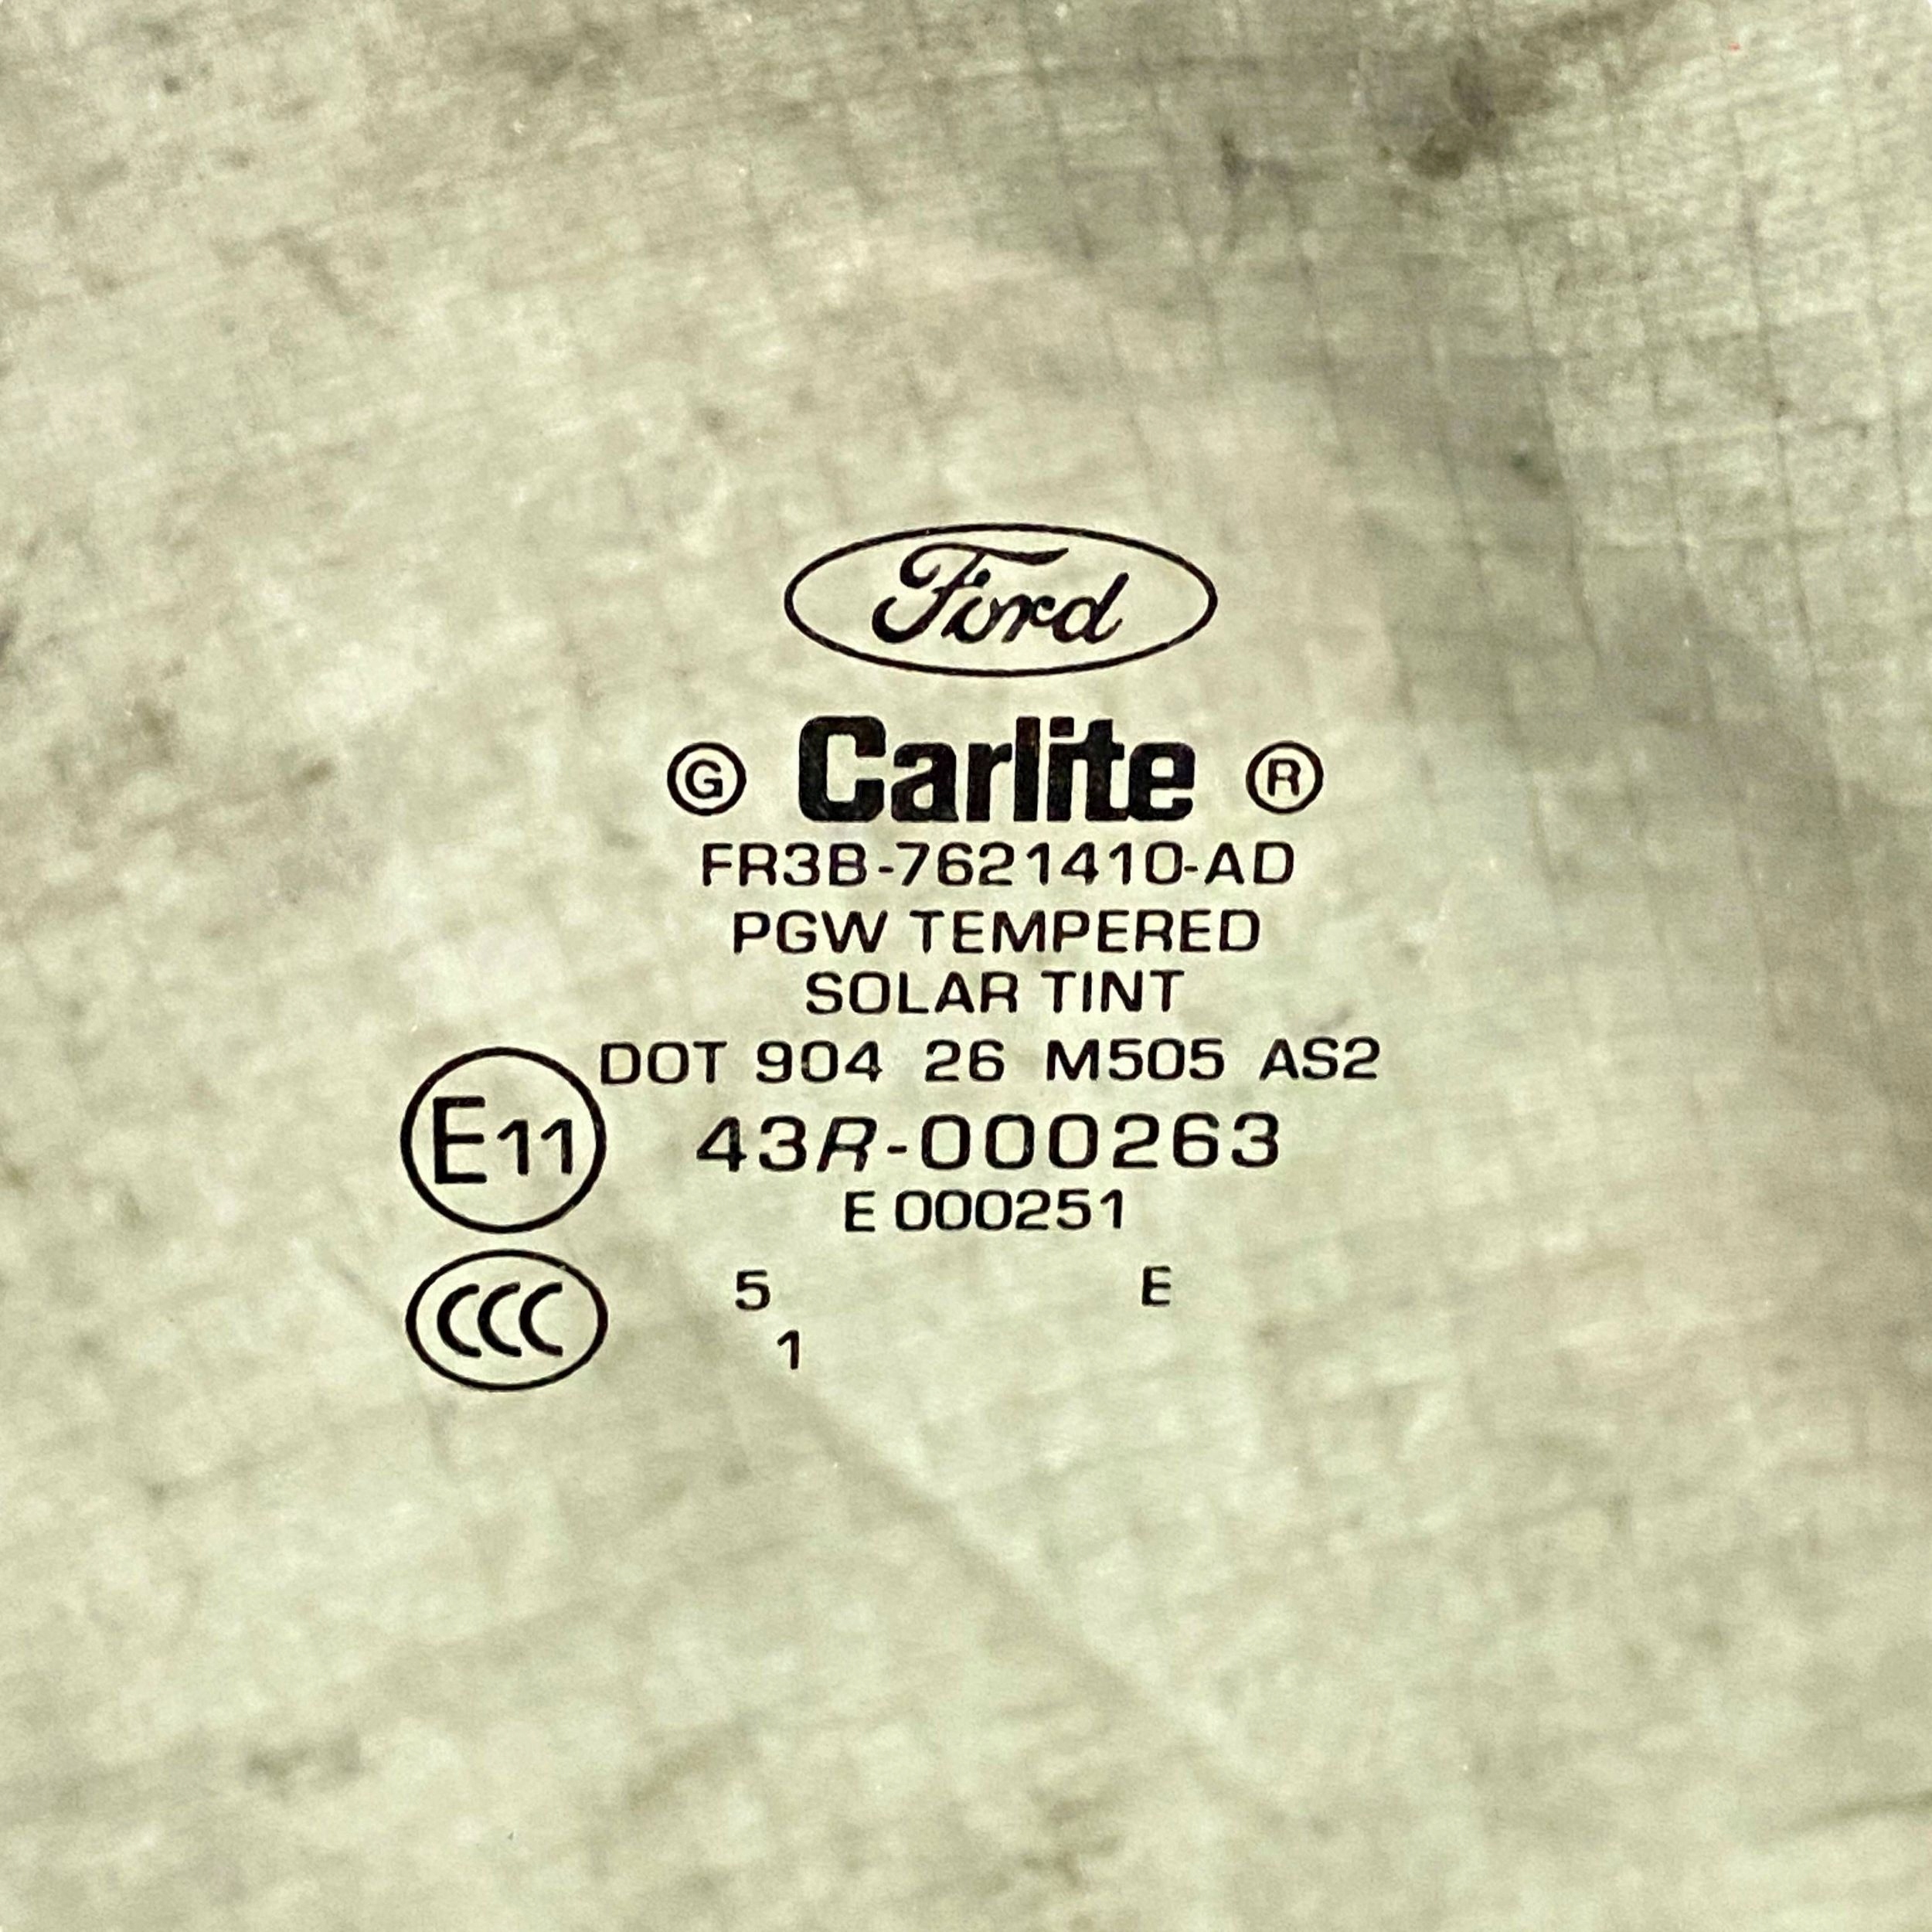 Ford
G Carlite ®
FR3B-7621410-AD
PGW TEMPERED
SOLAR TINT
DOT 904 26 M505 AS2
E11 43R-000263
E 000251
CCC 5 E
1